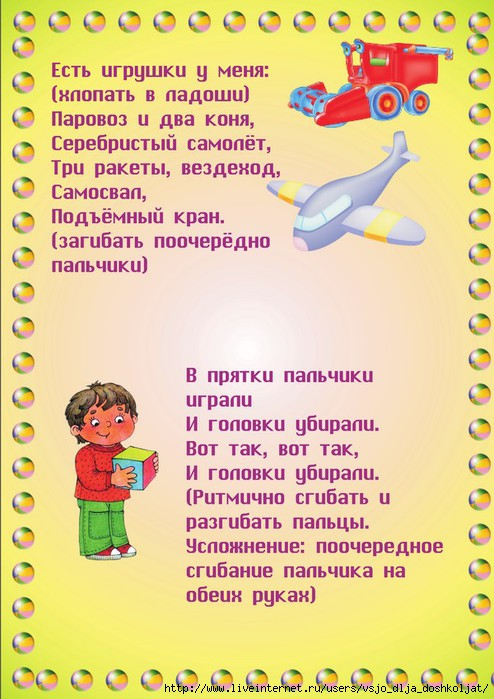 Есть игрушки у меня:
(хлопать в ладоши)
Паровоз и два коня,
Серебристый самолёт,
Три ракеты, вездеход,
Самосвал,
Подъёмный кран.
(загибать поочерёдно
пальчики)
В прятки пальчики
играли
И головки убирали.
Вот так, вот так,
И головки убирали.
(Ритмично сгибать и
разгибать пальцы.
Усложнение: поочередное
сгибание пальчика на
обеих руках)
http://www.liveinternet.ru/users/vsjo_dlja_doshkoljat/